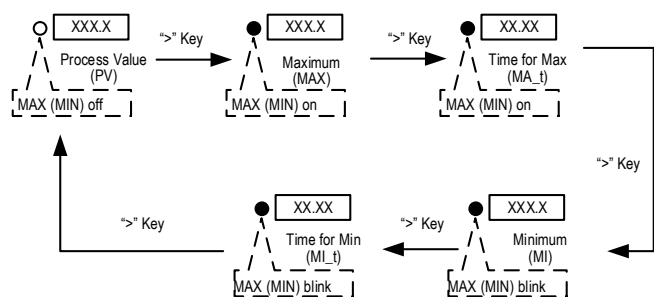 XXX.X
Process Value
(PV)
MAX (MIN) off
“>” Key
XXX.X
Maximum
(MAX)
MAX (MIN) on
“>” Key
XX.XX
Time for Max
(MA_t)
MAX (MIN) on
“>” Key
XXX.X
Minimum
(MI)
MAX (MIN) blink
“>” Key
XX.XX
Time for Min
(MI_t)
MAX (MIN) blink
“>” Key